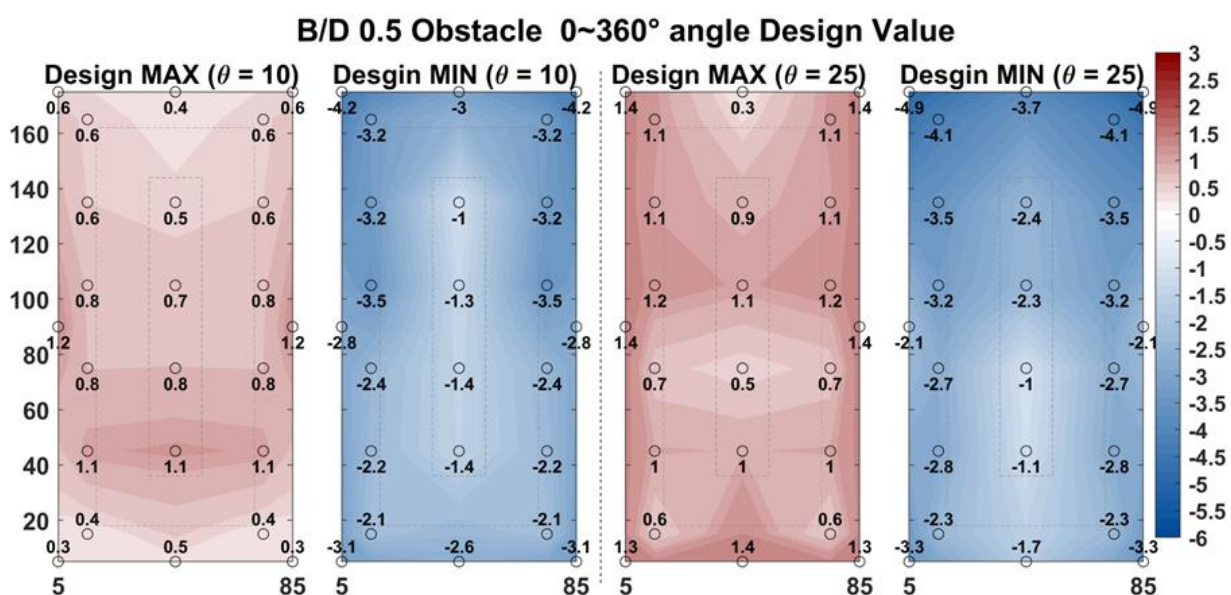 B/D 0.5 Obstacle 0~360° angle Design Value
Design MAX (θ = 10) Desgin MIN (θ = 10) Design MAX (θ = 25) Desgin MIN (θ = 25)
0.6 0.4 0.6 -4.2 -3 -4.2 1.4 0.3 1.4 -4.9 -3.7 -4.9
160 0.6 0.6 -3.2 -3.2 1.1 1.1 -4.1 -4.1
140
0.6 0.5 0.6 -3.2 -1 -3.2 1.1 0.9 1.1 -3.5 -2.4 -3.5
120
100 0.8 0.7 0.8 -3.5 -1.3 -3.5 1.2 1.1 1.2 -3.2 -2.3 -3.2
1.2 1.2 -2.8 -2.8 1.4 1.4 -2.1 -2.1
80
0.8 0.8 0.8 -2.4 -1.4 -2.4 0.7 0.5 0.7 -2.7 -1 -2.7
60
40 1.1 1.1 1.1 -2.2 -1.4 -2.2 1 1 1 -2.8 -1.1 -2.8
20 0.4 0.4 -2.1 -2.1 0.6 0.6 -2.3 -2.3
0.3 0.5 0.3 -3.1 -2.6 -3.1 1.3 1.4 1.3 -3.3 -1.7 -3.3
5 85 5 85 5 85 5 85
3
2.5
2
1.5
1
0.5
0
-0.5
-1
-1.5
-2
-2.5
-3
-3.5
-4
-4.5
-5
-5.5
-6